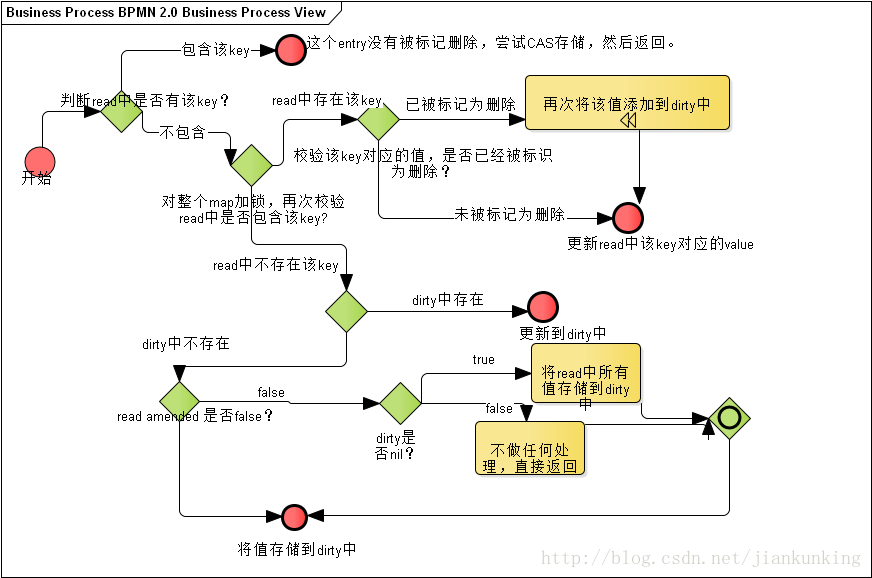 Business Process BPMN 2.0 Business Process View
包含该key
这个entry没有被标记删除，尝试CAS存储，然后返回。
判断read中是否有该key？
开始
不包含
read中存在该key
已被标记为删除
再次将该值添加到dirty中
校验该key对应的值，是否已经被标识
为删除？
对整个map加锁，再次校验
read中是否包含该key?
未被标记为删除
更新read中该key对应的value
read中不存在该key
dirty中存在
更新到dirty中
dirty中不存在
true
将read中所有
值存储到dirty
中
false
read amended 是否false？
false
dirty是
否nil？
不做任何处
理，直接返回
将值存储到dirty中
http://blog.csdn.net/jiankunking